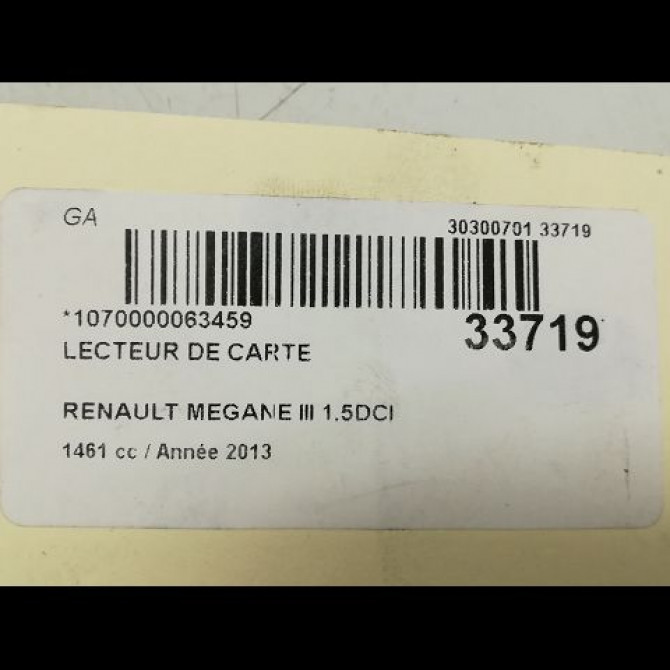 GA
30300701 33719
*1070000063459
33719
LECTEUR DE CARTE
RENAULT MEGANE III 1.5DCI
1461 cc / Année 2013